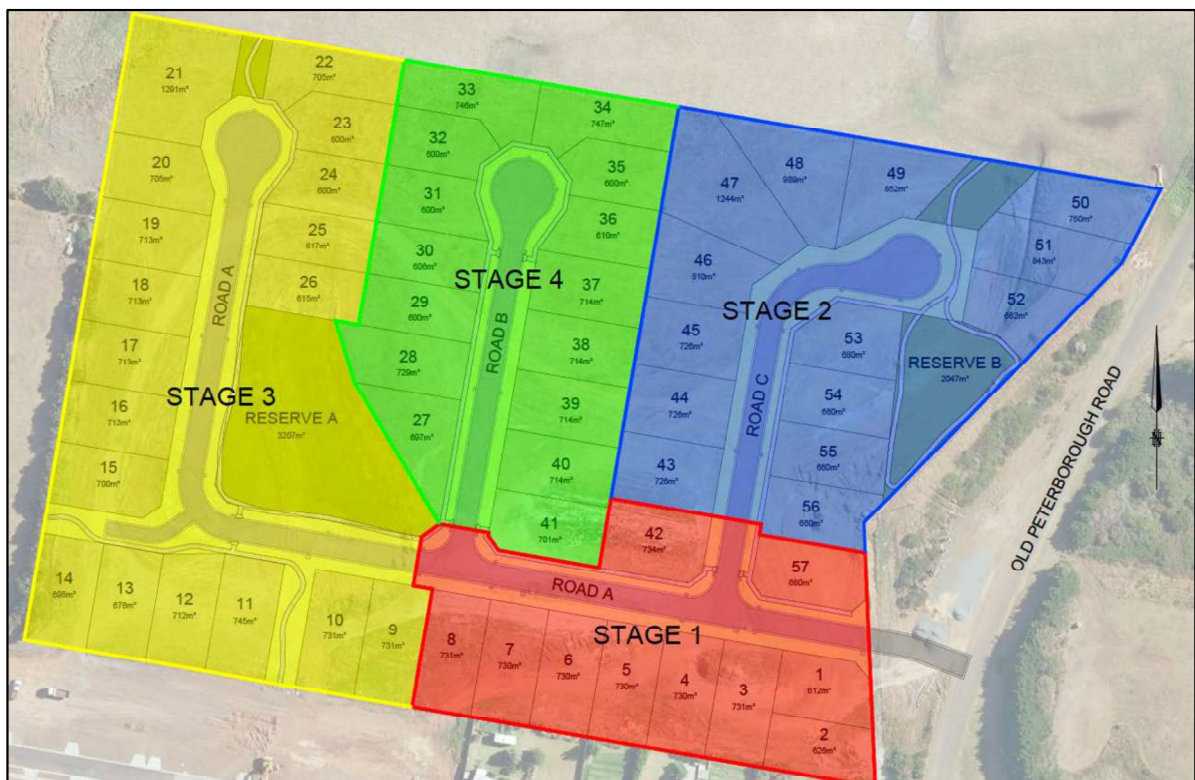 21
1291m²
22
705m²
23
600m²
24
600m²
25
617m²
26
615m²
20
705m²
19
713m²
18
713m²
17
713m²
16
713m²
15
700m²
ROAD A
STAGE 3
RESERVE A
3207m²
14
698m²
13
678m²
12
712m²
11
745m²
10
731m²
9
731m²
33
746m²
34
747m²
32
600m²
35
600m²
31
600m²
36
610m²
30
606m²
STAGE 4
37
714m²
29
600m²
ROAD B
38
714m²
28
729m²
39
714m²
27
697m²
40
714m²
41
701m²
47
1244m²
48
989m²
49
852m²
50
760m²
51
843m²
52
662m²
46
810m²
STAGE 2
45
726m²
53
680m²
RESERVE B
2047m²
44
726m²
ROAD C
54
660m²
43
726m²
55
660m²
56
660m²
OLD PETERBOROUGH ROAD
N
42
734m²
57
680m²
ROAD A
STAGE 1
8
731m²
7
730m²
6
730m²
5
730m²
4
730m²
3
731m²
1
812m²
2
626m²